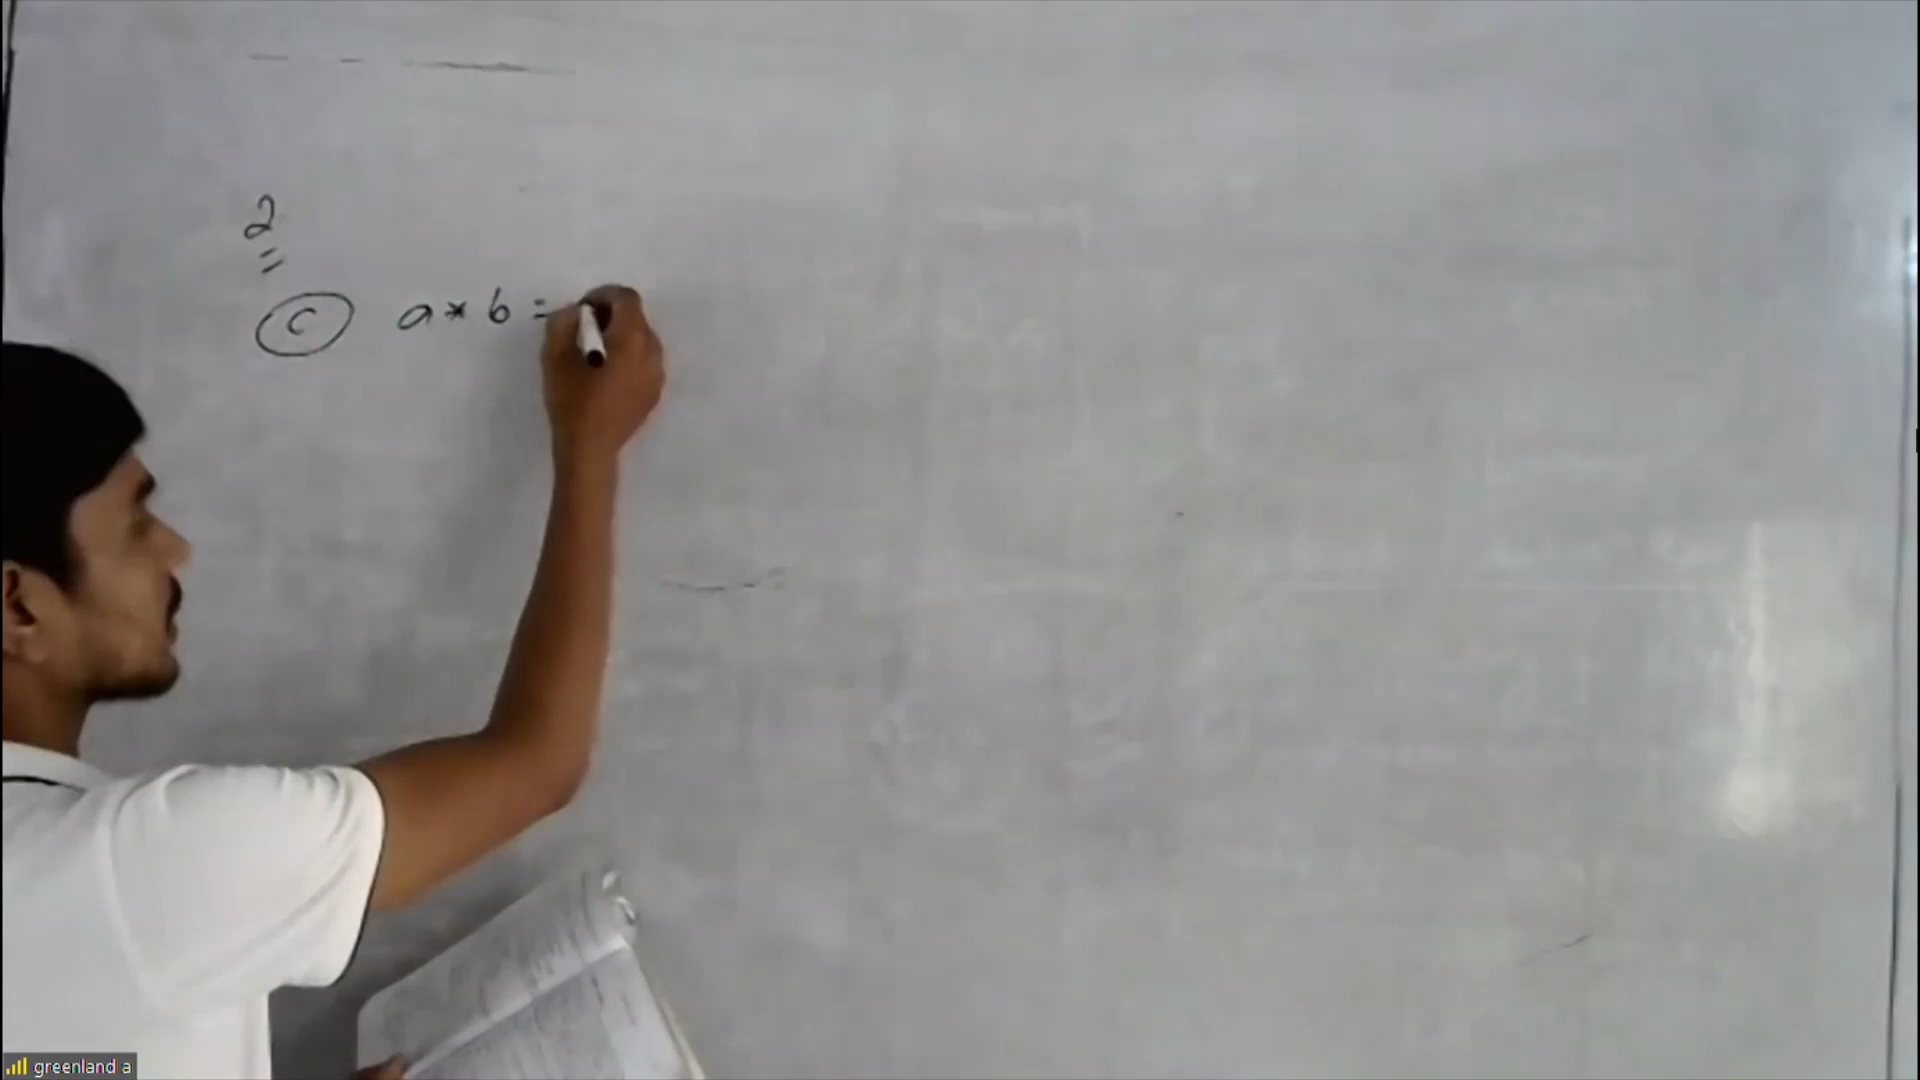 2
=
(c) a * b =
greenland a